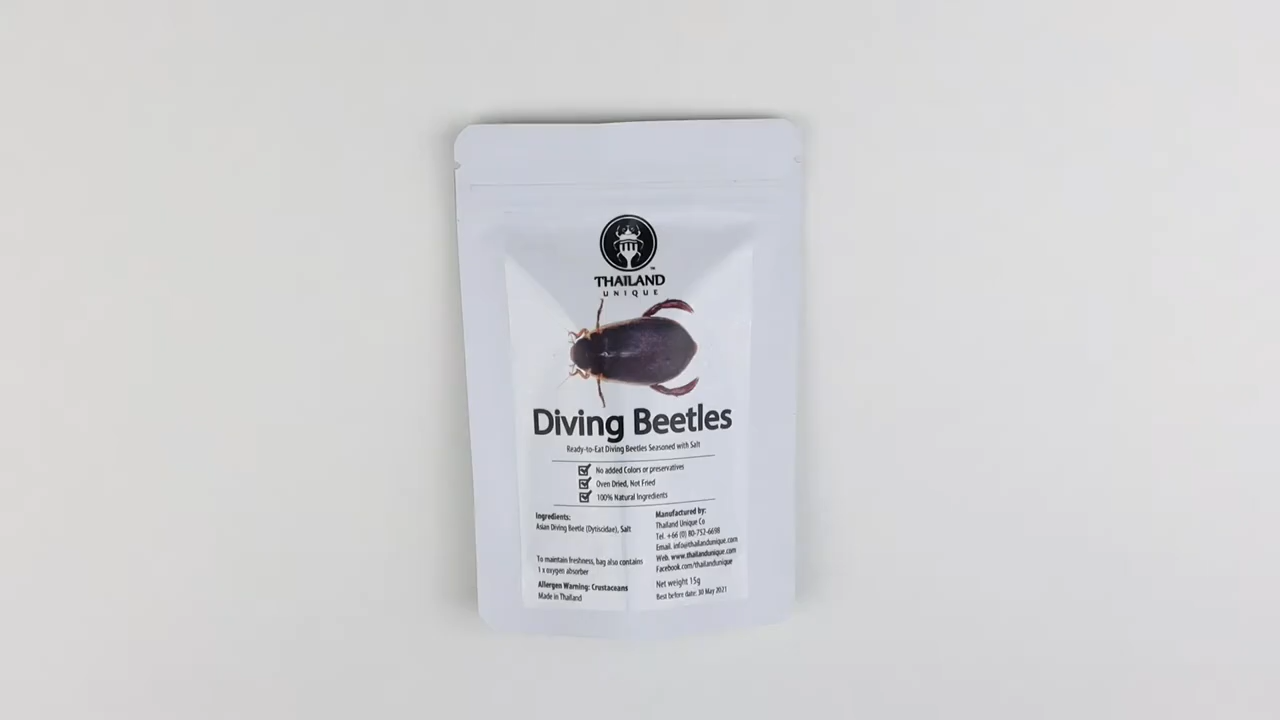 THAILAND
UNIQUE
Diving Beetles
Ready-to-Eat Diving Beetles Seasoned with Salt
No added Colors or preservatives
Oven Dried, Not Fried
100% Natural Ingredients
Ingredients:
Asian Diving Beetle (Dytiscidae), Salt
To maintain freshness, bag also contains
1 x oxygen absorber
Allergen Warning: Crustaceans
Made in Thailand
Manufactured by:
Thailand Unique Co
Tel. +66 (0) 80-752-6698
Email. info@thailandunique.com
Web. www.thailandunique.com
Facebook.com/thailandunique
Net weight 15g
Best before date: 30 May 2021